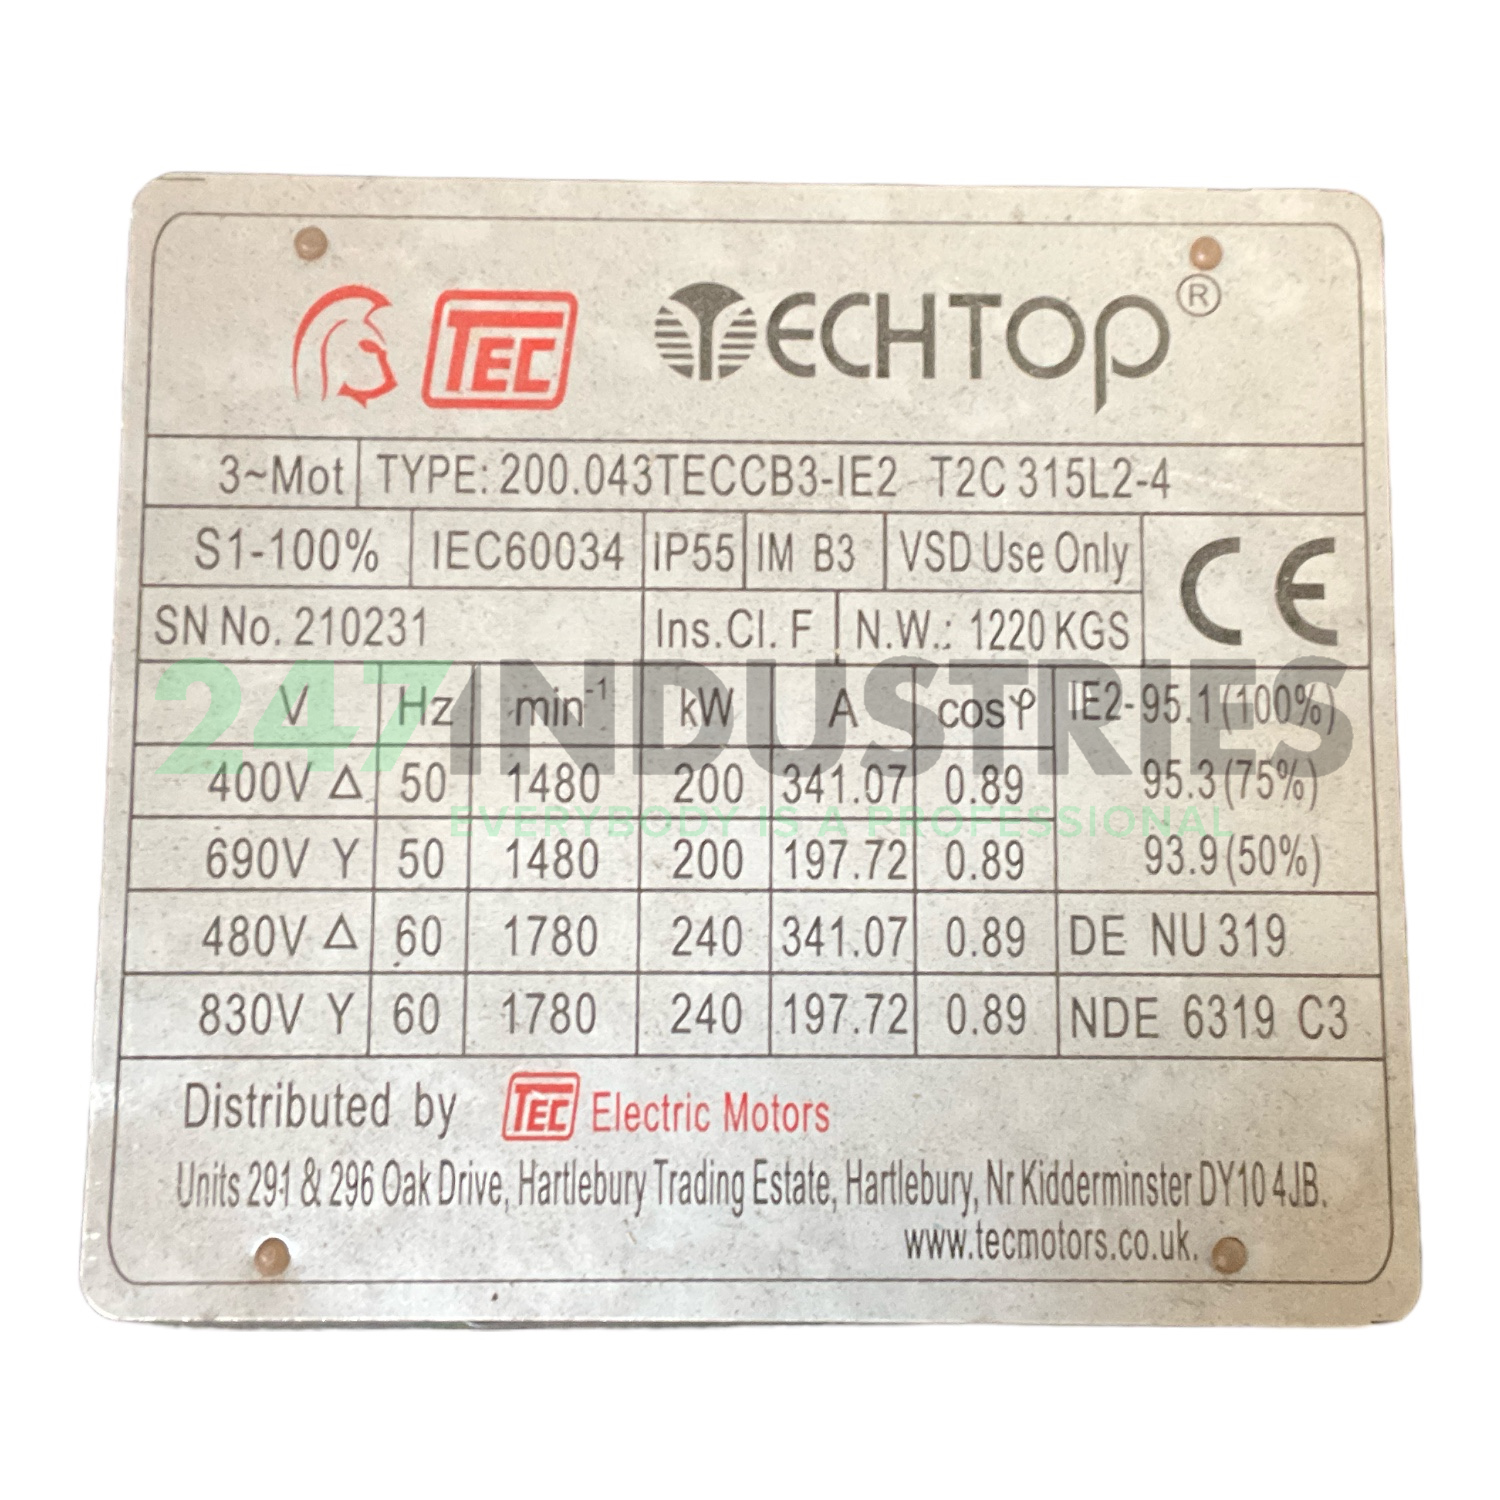 TEC TECHTOP®
3~Mot TYPE: 200.043TECCB3-IE2 T2C 315L2-4
S1-100% IEC60034 IP55 IM B3 VSD Use Only CE
SN No. 210231 Ins.Cl. F N.W.: 1220 KGS
247INDUSTRIES
EVERYBODY IS A PROFESSIONAL
V Hz min⁻¹ kW A cosφ IE2-95.1(100%)
400V Δ 50 1480 200 341.07 0.89 95.3(75%)
690V Y 50 1480 200 197.72 0.89 93.9(50%)
480V Δ 60 1780 240 341.07 0.89 DE NU 319
830V Y 60 1780 240 197.72 0.89 NDE 6319 C3
Distributed by TEC Electric Motors
Units 291 & 296 Oak Drive, Hartlebury Trading Estate, Hartlebury, Nr Kidderminster DY10 4JB.
www.tecmotors.co.uk.